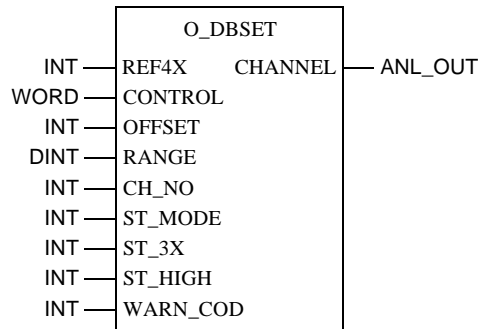 O_DBSET
INT REF4X CHANNEL ANL_OUT
WORD CONTROL
INT OFFSET
DINT RANGE
INT CH_NO
INT ST_MODE
INT ST_3X
INT ST_HIGH
INT WARN_COD